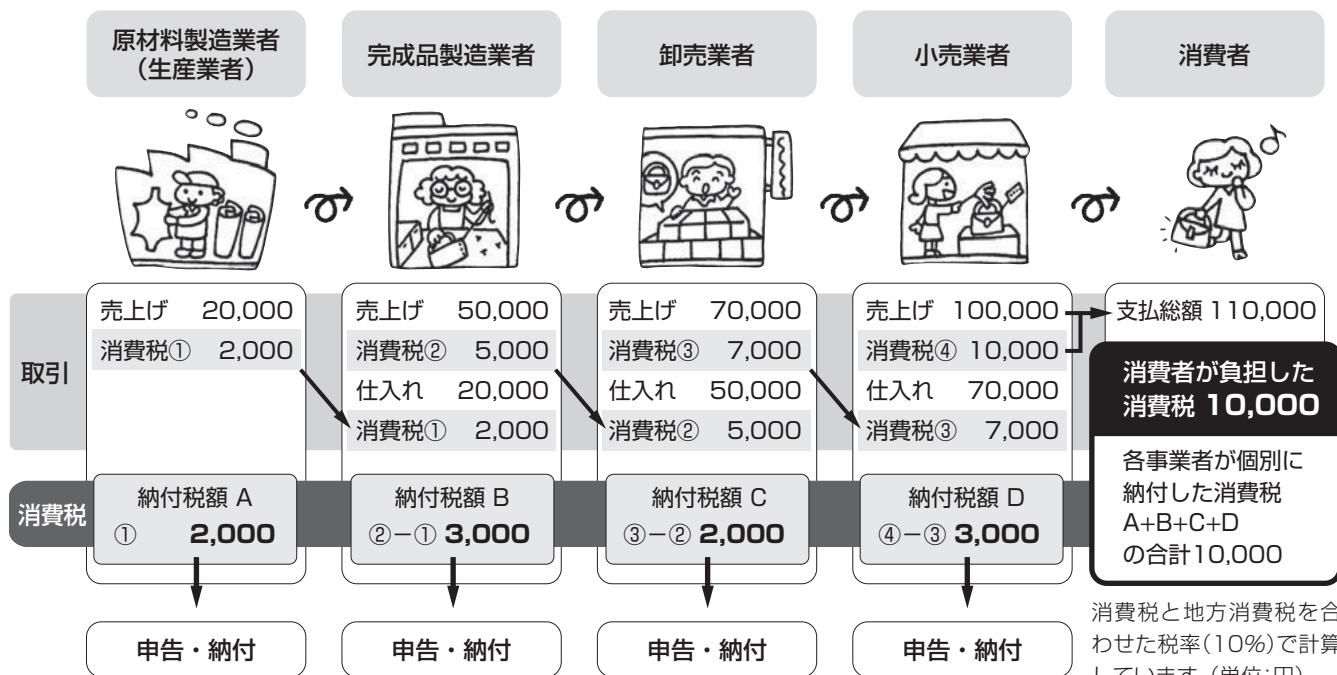 原材料製造業者
（生産業者）
完成品製造業者
卸売業者
小売業者
消費者
取引
売上げ 20,000
消費税① 2,000
売上げ 50,000
消費税② 5,000
仕入れ 20,000
消費税① 2,000
売上げ 70,000
消費税③ 7,000
仕入れ 50,000
消費税② 5,000
売上げ 100,000
消費税④ 10,000
仕入れ 70,000
消費税③ 7,000
支払総額 110,000
消費者が負担した
消費税 10,000
各事業者が個別に
納付した消費税
A+B+C+D
の合計10,000
消費税
納付税額 A
① 2,000
納付税額 B
②－① 3,000
納付税額 C
③－② 2,000
納付税額 D
④－③ 3,000
申告・納付
申告・納付
申告・納付
申告・納付
消費税と地方消費税を合
わせた税率（10％）で計算
しています。（単位：円）